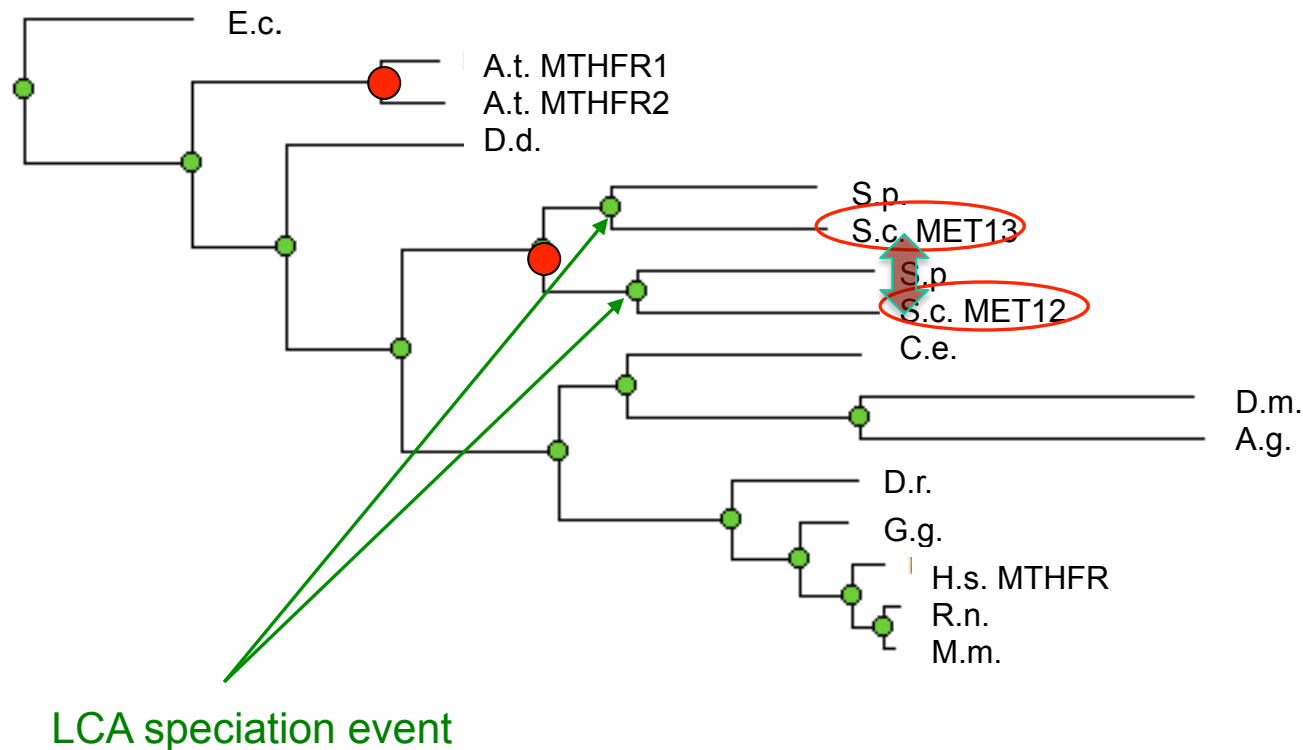 E.c.
A.t. MTHFR1
A.t. MTHFR2
D.d.
S.p.
S.c. MET13
S.p.
S.c. MET12
C.e.
D.m.
A.g.
D.r.
G.g.
H.s. MTHFR
R.n.
M.m.
LCA speciation event